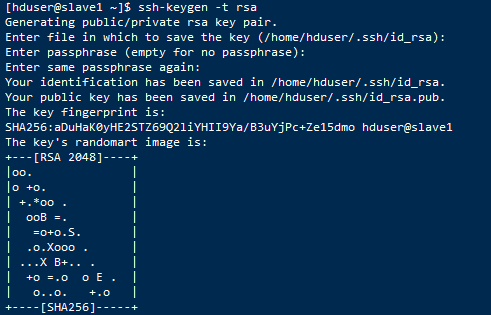 [hduser@slave1 ~]$ ssh-keygen -t rsa
Generating public/private rsa key pair.
Enter file in which to save the key (/home/hduser/.ssh/id_rsa):
Enter passphrase (empty for no passphrase):
Enter same passphrase again:
Your identification has been saved in /home/hduser/.ssh/id_rsa.
Your public key has been saved in /home/hduser/.ssh/id_rsa.pub.
The key fingerprint is:
SHA256:aDuHaK0yHE2STZ69Q2liYHII9Ya/B3uYjPc+Ze15dmo hduser@slave1
The key's randomart image is:
+---[RSA 2048]----+
|oo.              |
|o +o.            |
| +.*oo .         |
|  ooB =.         |
|   =o+o.S.       |
|  .o.Xooo .      |
| ...X B+.. .     |
|  +o =.o  o E .  |
|   o..o.   +.o   |
+----[SHA256]-----+